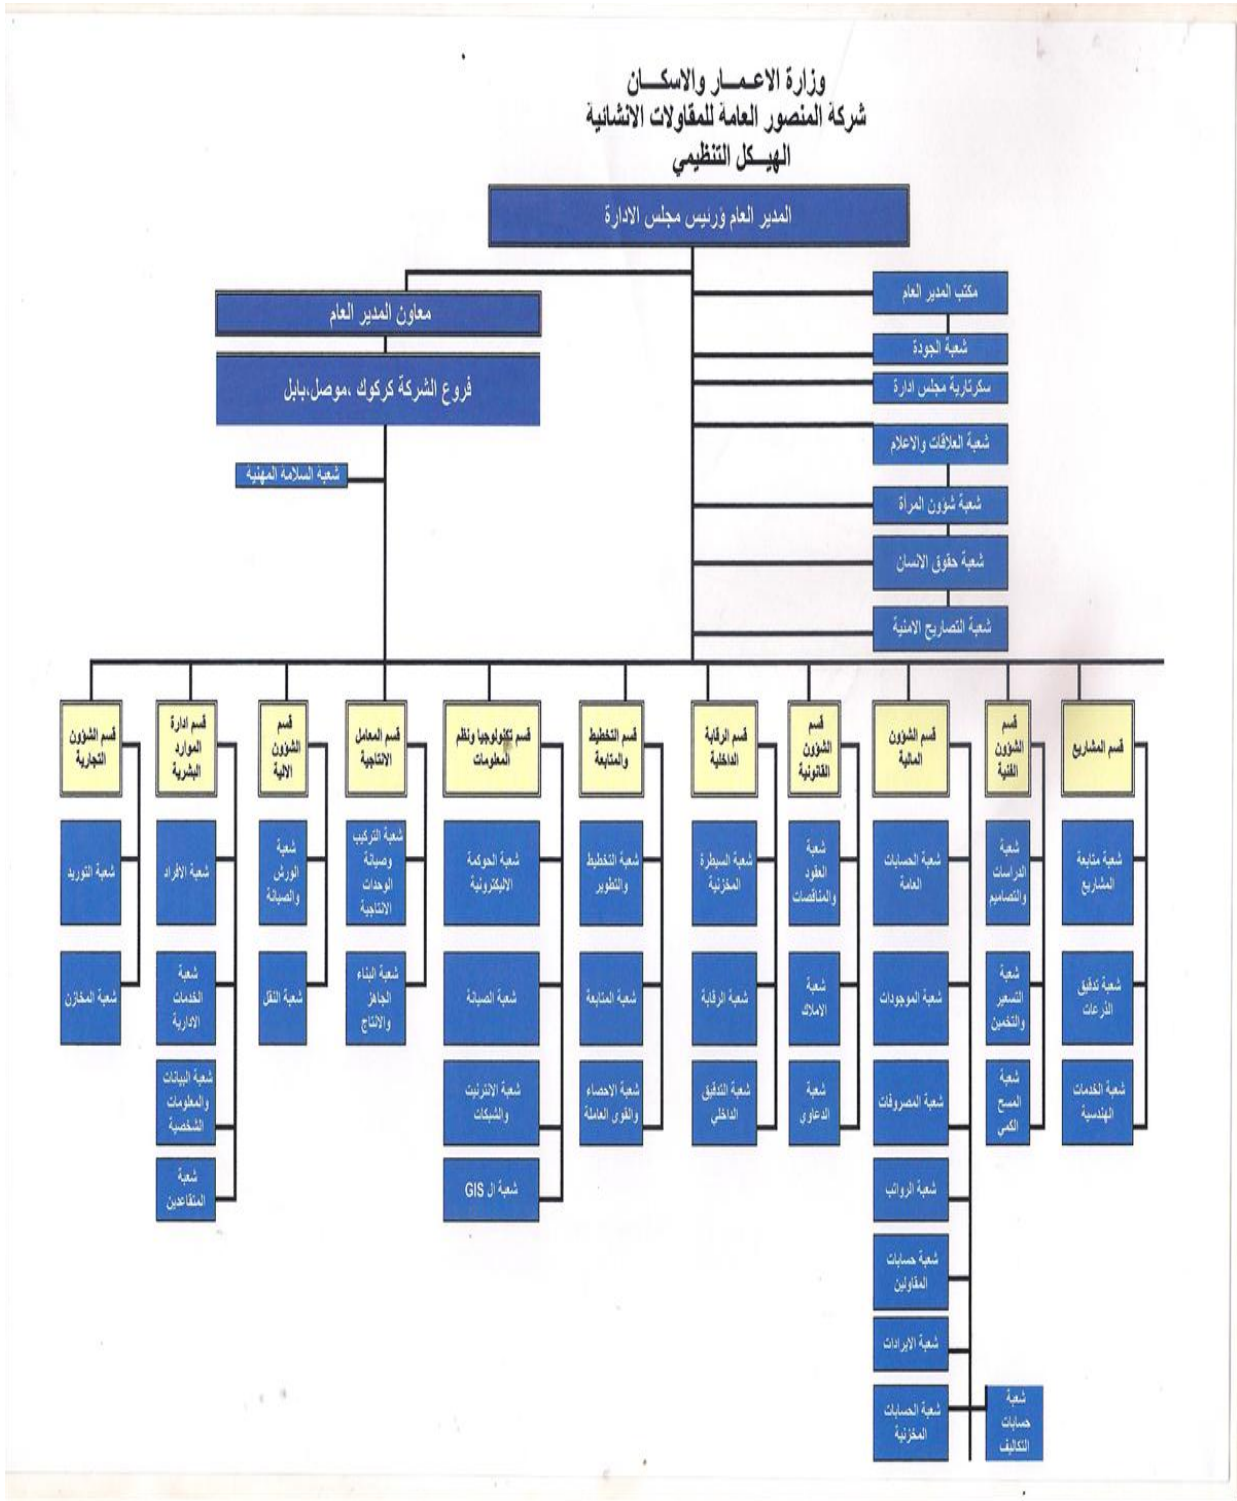 وزارة الاعـمـــار والاسكـــان
شركة المنصور العامة للمقاولات الانشائية
الهيـــكل التنظيمي
المدير العام ورئيس مجلس الادارة
مكتب المدير العام
معاون المدير العام
شعبة الجودة
سكرتارية مجلس ادارة
فروع الشركة كركوك ،موصل،بابل
شعبة العلاقات والاعلام
شعبة السلامة المهنية
شعبة شؤون المرأة
شعبة حقوق الانسان
شعبة التصاريح الامنية
قسم المشاريع
شعبة متابعة
المشاريع
شعبة تدقيق
الذرعات
شعبة الخدمات
الهندسية
قسم
الشؤون
الفنية
شعبة
الدراسات
والتصاميم
شعبة
التسعير
والتخمين
شعبة
المسح
الكمي
قسم الشؤون
المالية
شعبة الحسابات
العامة
شعبة الموجودات
شعبة المصروفات
شعبة الرواتب
شعبة حسابات
المقاولين
شعبة الايرادات
شعبة الحسابات
المخزنية
شعبة
حسابات
التكاليف
قسم
الشؤون
القانونية
شعبة
العقود
والمناقصات
شعبة
الاملاك
شعبة
الدعاوى
قسم الرقابة
الداخلية
شعبة السيطرة
المخزنية
شعبة الرقابة
شعبة التدقيق
الداخلي
قسم التخطيط
والمتابعة
شعبة التخطيط
والتطوير
شعبة المتابعة
شعبة الاحصاء
والقوى العاملة
قسم تكنولوجيا ونظم
المعلومات
شعبة الحوكمة
الاليكترونية
شعبة الصيانة
شعبة الانترنيت
والشبكات
شعبة ال GIS
قسم المعامل
الانتاجية
شعبة التركيب
وصيانة
الوحدات
الانتاجية
شعبة البناء
الجاهز
والانتاج
قسم
الشؤون
الالية
شعبة
الورش
والصيانة
شعبة النقل
قسم ادارة
الموارد
البشرية
شعبة الافراد
شعبة
الخدمات
الادارية
شعبة البيانات
والمعلومات
الشخصية
شعبة
المتقاعدين
قسم الشؤون
التجارية
شعبة التوريد
شعبة المخازن